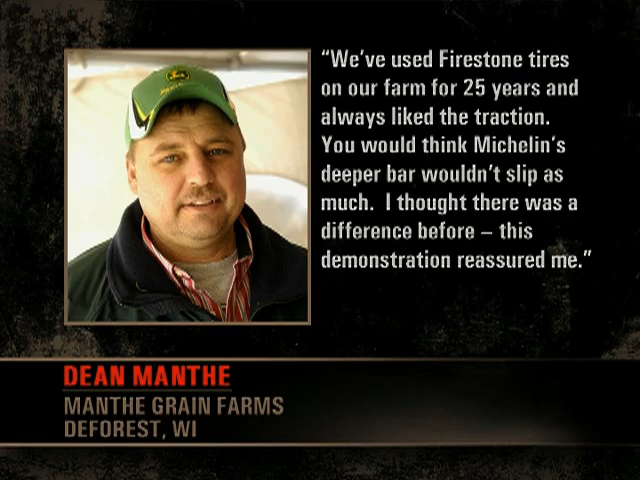 “We’ve used Firestone tires
on our farm for 25 years and
always liked the traction.
You would think Michelin’s
deeper bar wouldn’t slip as
much.  I thought there was a
difference before – this
demonstration reassured me.”
DEAN MANTHE
MANTHE GRAIN FARMS
DEFOREST, WI